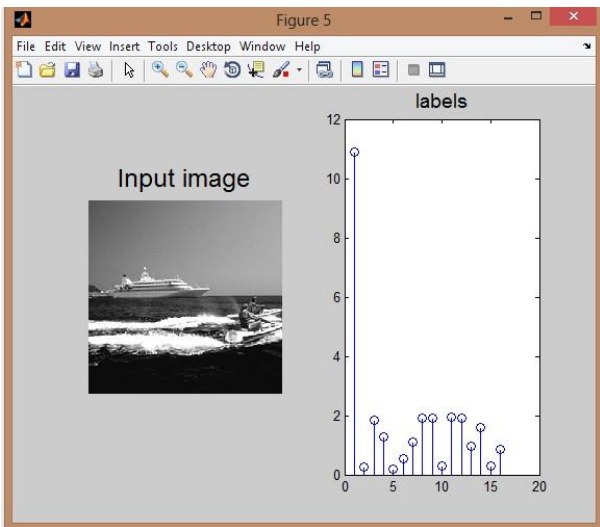 Figure 5
File Edit View Insert Tools Desktop Window Help
labels
Input image
12
10
8
6
4
2
0
0 5 10 15 20